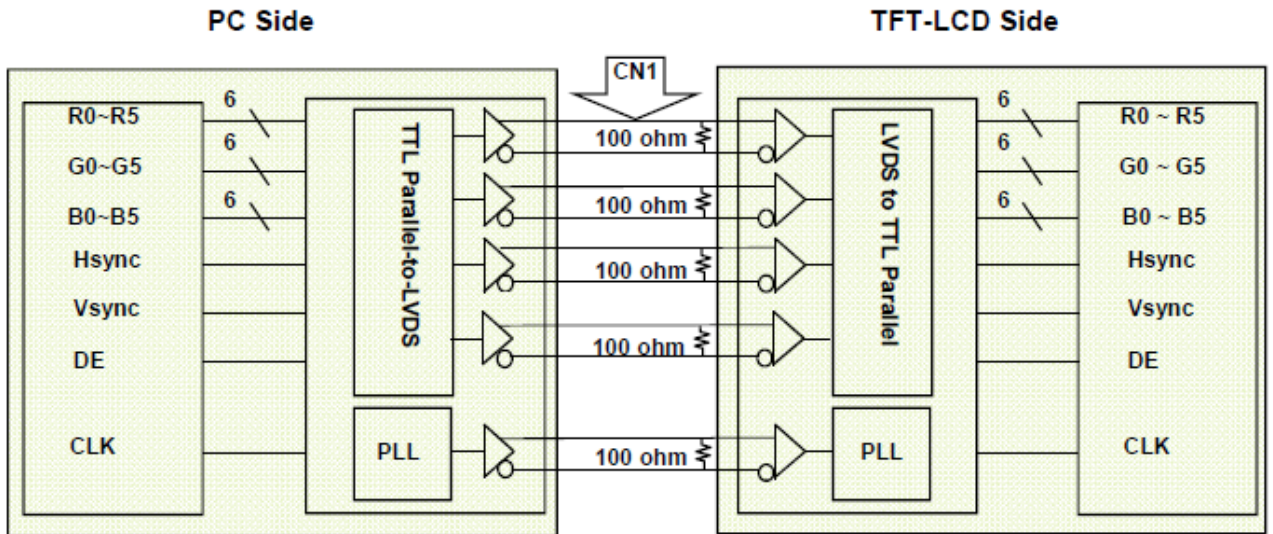 PC Side
TFT-LCD Side
CN1
R0~R5
6
G0~G5
6
B0~B5
6
Hsync
Vsync
DE
CLK
TTL Parallel-to-LVDS
PLL
100 ohm
100 ohm
100 ohm
100 ohm
100 ohm
LVDS to TTL Parallel
PLL
6
R0 ~ R5
6
G0 ~ G5
6
B0 ~ B5
Hsync
Vsync
DE
CLK